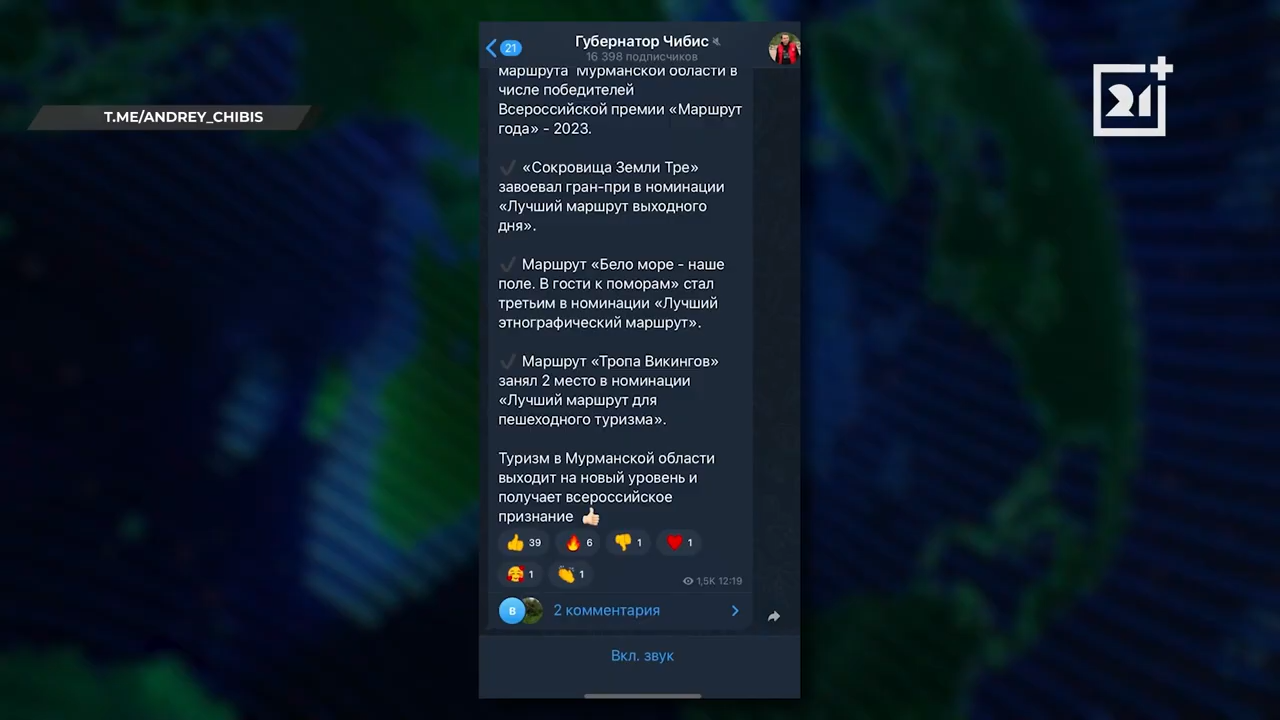 21
Губернатор Чибис
16 398 подписчиков
T.ME/ANDREY_CHIBIS
21+
маршрута Мурманской области в
числе победителей
Всероссийской премии «Маршрут
года» - 2023.
✔ «Сокровища Земли Тре»
завоевал гран-при в номинации
«Лучший маршрут выходного
дня».
✔ Маршрут «Бело море - наше
поле. В гости к поморам» стал
третьим в номинации «Лучший
этнографический маршрут».
✔ Маршрут «Тропа Викингов»
занял 2 место в номинации
«Лучший маршрут для
пешеходного туризма».
Туризм в Мурманской области
выходит на новый уровень и
получает всероссийское
признание 👍🏻
👍 39 🔥 6 👎 1 ❤ 1
🥰 1 👏 1 1,5K 12:19
В 2 комментария
Вкл. звук